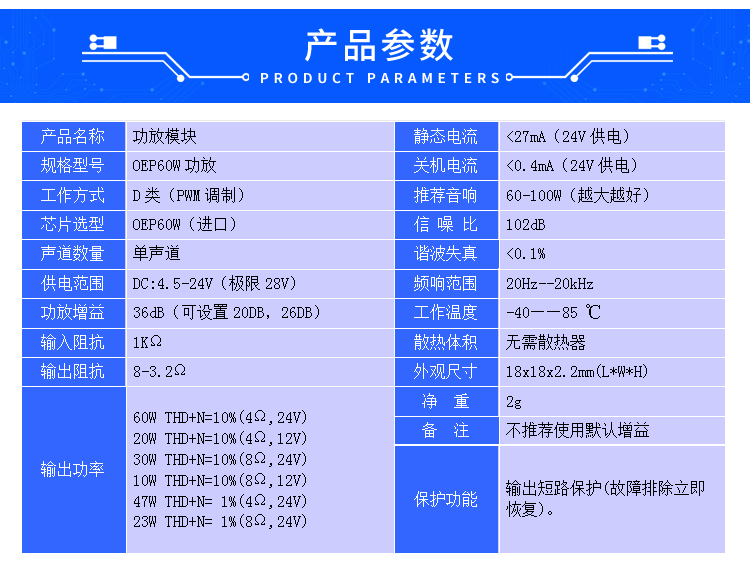 产品参数
PRODUCT PARAMETERS
产品名称 功放模块
规格型号 OEP60W 功放
工作方式 D 类（PWM 调制）
芯片选型 OEP60W（进口）
声道数量 单声道
供电范围 DC:4.5-24V（极限 28V）
功放增益 36dB（可设置 20DB, 26DB）
输入阻抗 1KΩ
输出阻抗 8-3.2Ω
输出功率
60W THD+N=10%(4Ω,24V)
20W THD+N=10%(4Ω,12V)
30W THD+N=10%(8Ω,24V)
10W THD+N=10%(8Ω,12V)
47W THD+N= 1%(4Ω,24V)
23W THD+N= 1%(8Ω,24V)
静态电流 <27mA（24V 供电）
关机电流 <0.4mA（24V 供电）
推荐音响 60-100W（越大越好）
信 噪 比 102dB
谐波失真 <0.1%
频响范围 20Hz--20kHz
工作温度 -40——85 ℃
散热体积 无需散热器
外观尺寸 18x18x2.2mm(L*W*H)
净 重 2g
备 注 不推荐使用默认增益
保护功能 输出短路保护(故障排除立即
恢复)。